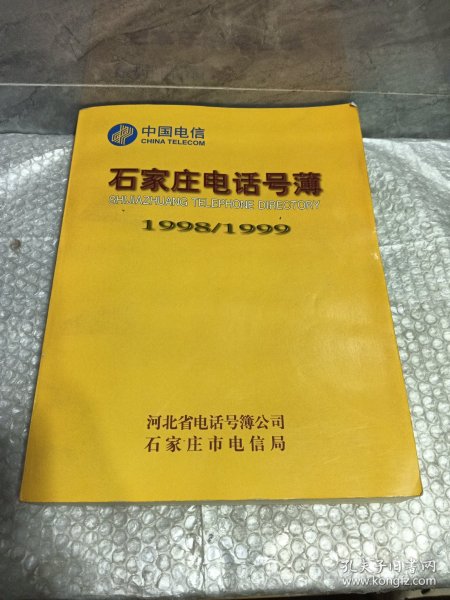 中国电信
CHINA TELECOM
石家庄电话号薄
SHIJIAZHUANG TELEPHONE DIRECTORY
1998/1999
河北省电话号簿公司
石家庄市电信局
孔夫子旧书网
www.kongfz.com